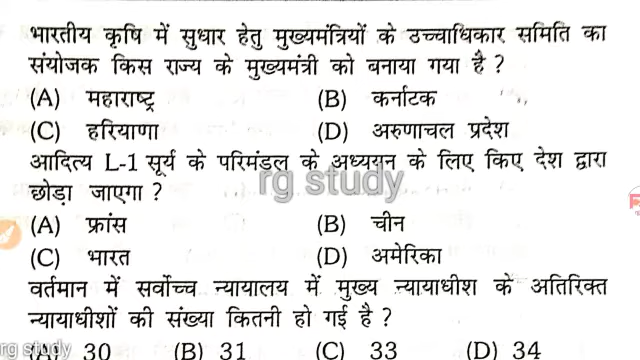 भारतीय कृषि में सुधार हेतु मुख्यमंत्रियों के उच्चाधिकार समिति का
संयोजक किस राज्य के मुख्यमंत्री को बनाया गया है ?
(A) महाराष्ट्र (B) कर्नाटक
(C) हरियाणा (D) अरुणाचल प्रदेश
आदित्य L-1 सूर्य के परिमंडल के अध्ययन के लिए किए देश द्वारा
छोड़ा जाएगा ?
rg study
(A) फ्रांस (B) चीन
(C) भारत (D) अमेरिका
वर्तमान में सर्वोच्च न्यायालय में मुख्य न्यायाधीश के अतिरिक्त
न्यायाधीशों की संख्या कितनी हो गई है ?
rg study
(A) 30 (B) 31 (C) 33 (D) 34